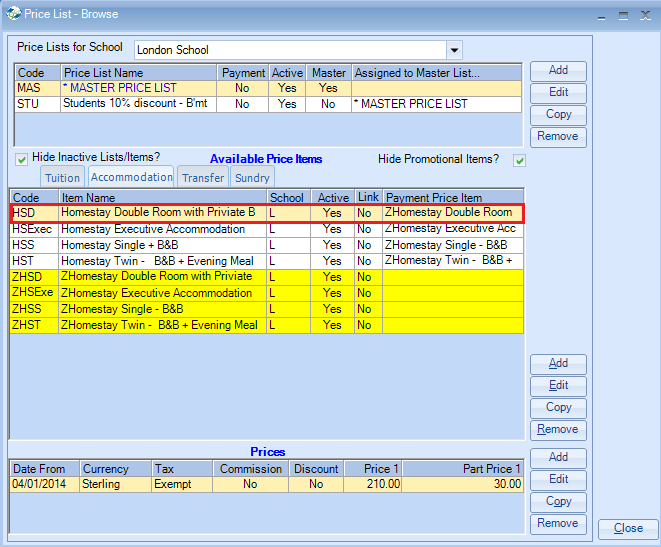 Price List - Browse
Price Lists for School London School
Code Price List Name Payment Active Master Assigned to Master List...
MAS * MASTER PRICE LIST No Yes Yes
STU Students 10% discount - B'mt No Yes No * MASTER PRICE LIST
Add
Edit
Copy
Remove
Hide Inactive Lists/Items? Available Price Items Hide Promotional Items?
Tuition Accommodation Transfer Sundry
Code Item Name School Active Link Payment Price Item
HSD Homestay Double Room with Priviate B L Yes No ZHomestay Double Room
HSExec Homestay Executive Accommodation L Yes No ZHomestay Executive Acc
HSS Homestay Single + B&B L Yes No ZHomestay Single - B&B
HST Homestay Twin - B&B + Evening Meal L Yes No ZHomestay Twin - B&B +
ZHSD ZHomestay Double Room with Priviate L Yes No
ZHSExe ZHomestay Executive Accommodation L Yes No
ZHSS ZHomestay Single - B&B L Yes No
ZHST ZHomestay Twin - B&B + Evening Meal L Yes No
Add
Edit
Copy
Remove
Prices
Date From Currency Tax Commission Discount Price 1 Part Price 1
04/01/2014 Sterling Exempt No No 210.00 30.00
Add
Edit
Copy
Remove
Close